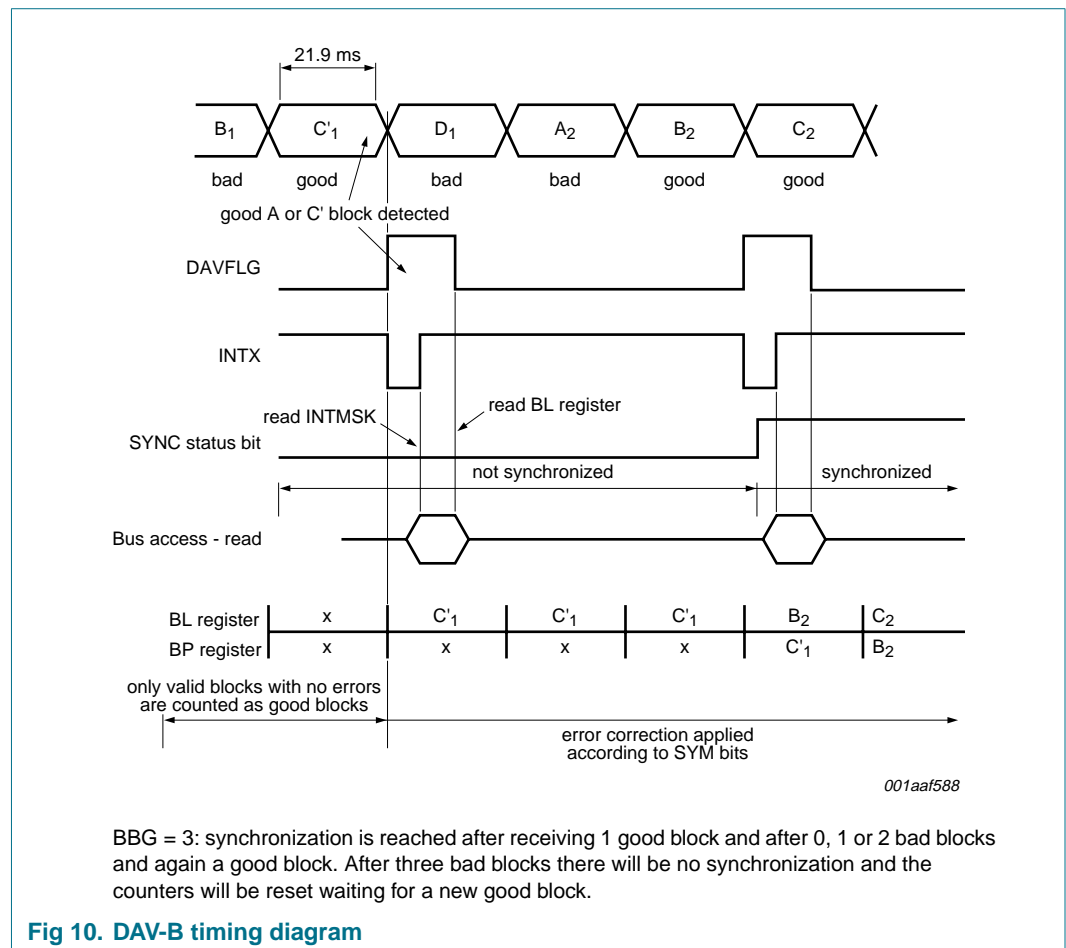 21.9 ms
B1 C'1 D1 A2 B2 C2
bad good bad bad good good
good A or C' block detected
DAVFLG
INTX
read INTMSK
read BL register
SYNC status bit
not synchronized
synchronized
Bus access - read
BL register x C'1 C'1 C'1 B2 C2
BP register x x x x C'1 B2
only valid blocks with no errors
are counted as good blocks
error correction applied
according to SYM bits
001aaf588
BBG = 3: synchronization is reached after receiving 1 good block and after 0, 1 or 2 bad blocks
and again a good block. After three bad blocks there will be no synchronization and the
counters will be reset waiting for a new good block.
Fig 10. DAV-B timing diagram